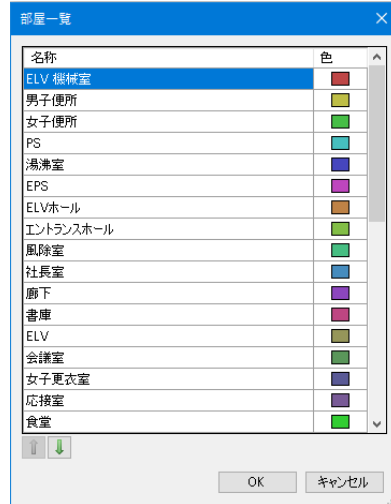 部屋一覧
名称 色
ELV 機械室
男子便所
女子便所
PS
湯沸室
EPS
ELVホール
エントランスホール
風除室
社長室
廊下
書庫
ELV
会議室
女子更衣室
応接室
食堂
OK キャンセル